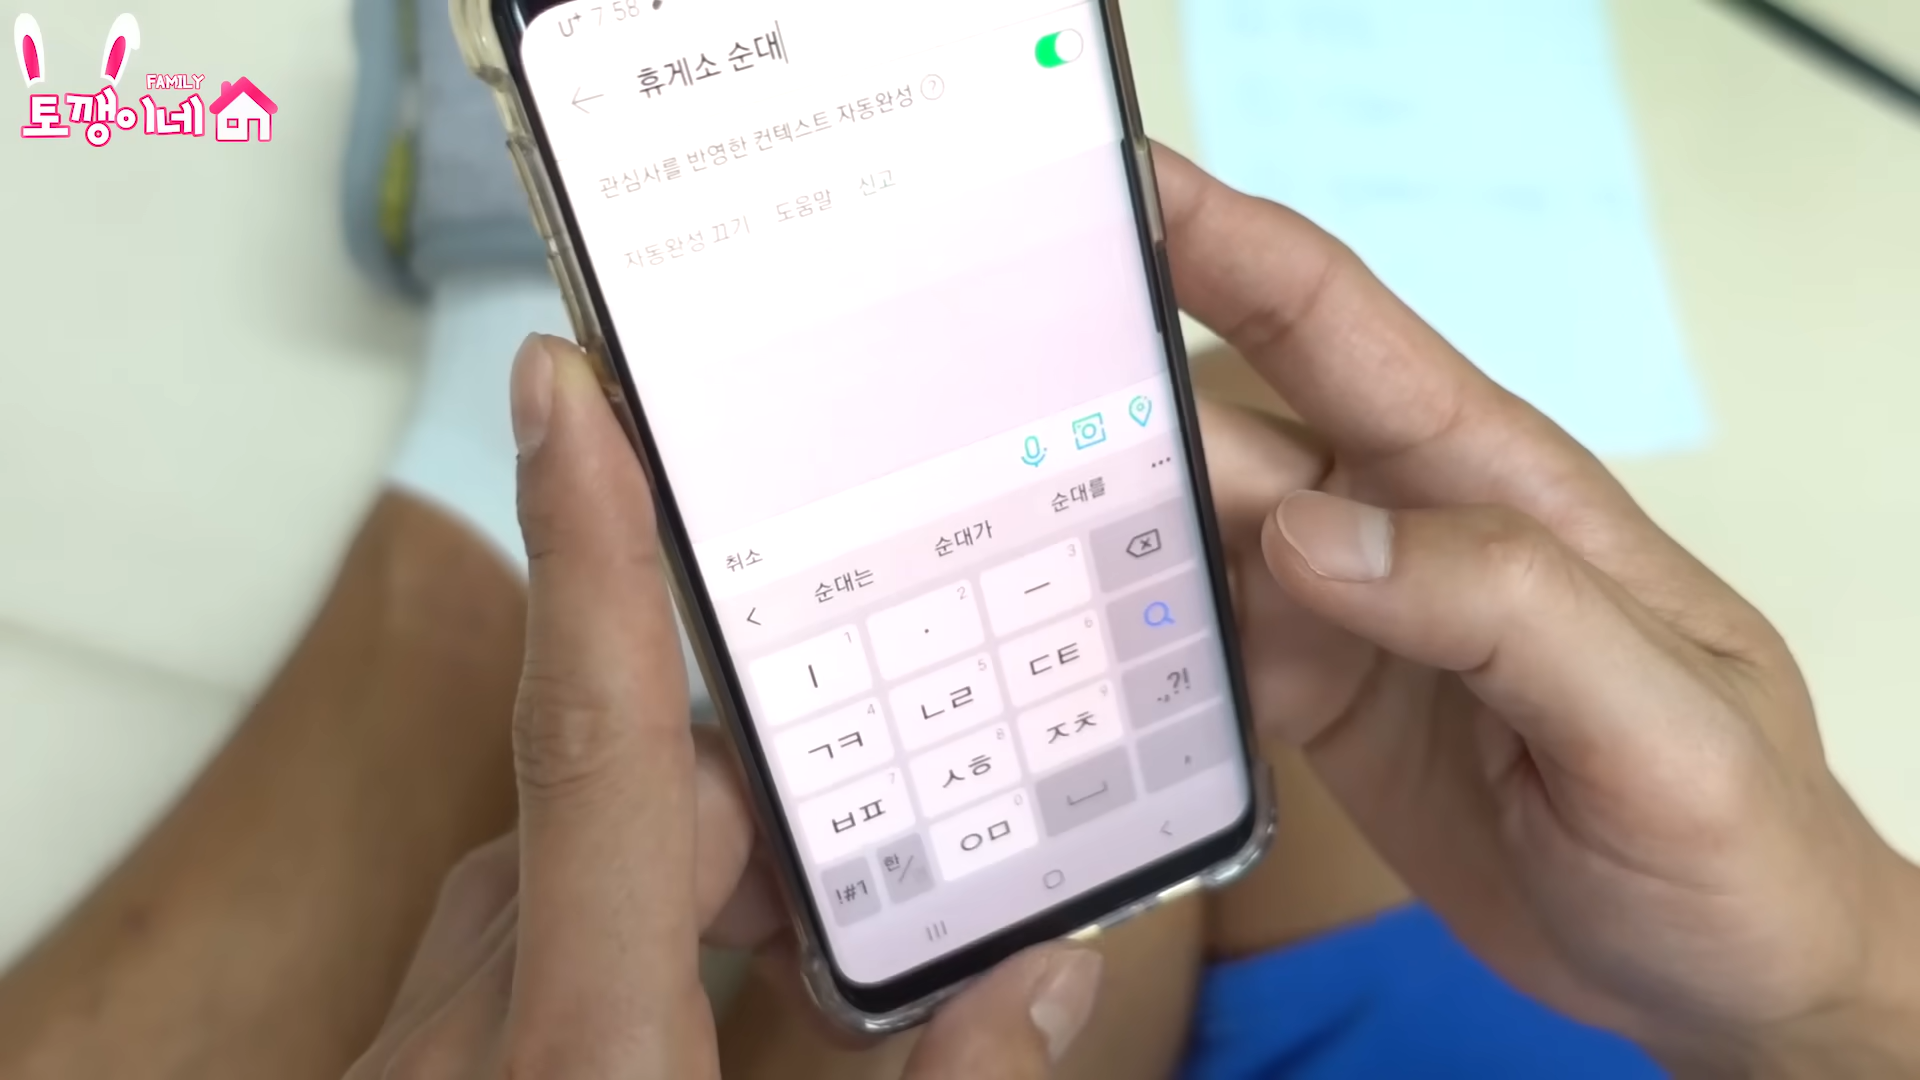 FAMILY
토깽이네
U+ 7 58
휴게소 순대
관심사를 반영한 컨텍스트 자동완성 ?
자동완성 끄기 도움말 신고
취소
순대는 순대가 순대를 ...
1 ㅣ 2 · 3 ㅡ
4 ㄱㅋ 5 ㄴㄹ 6 ㄷㅌ
7 ㅂㅍ 8 ㅅㅎ 9 ㅈㅊ .,?!
!#1 한/ 0 ㅇㅁ ,